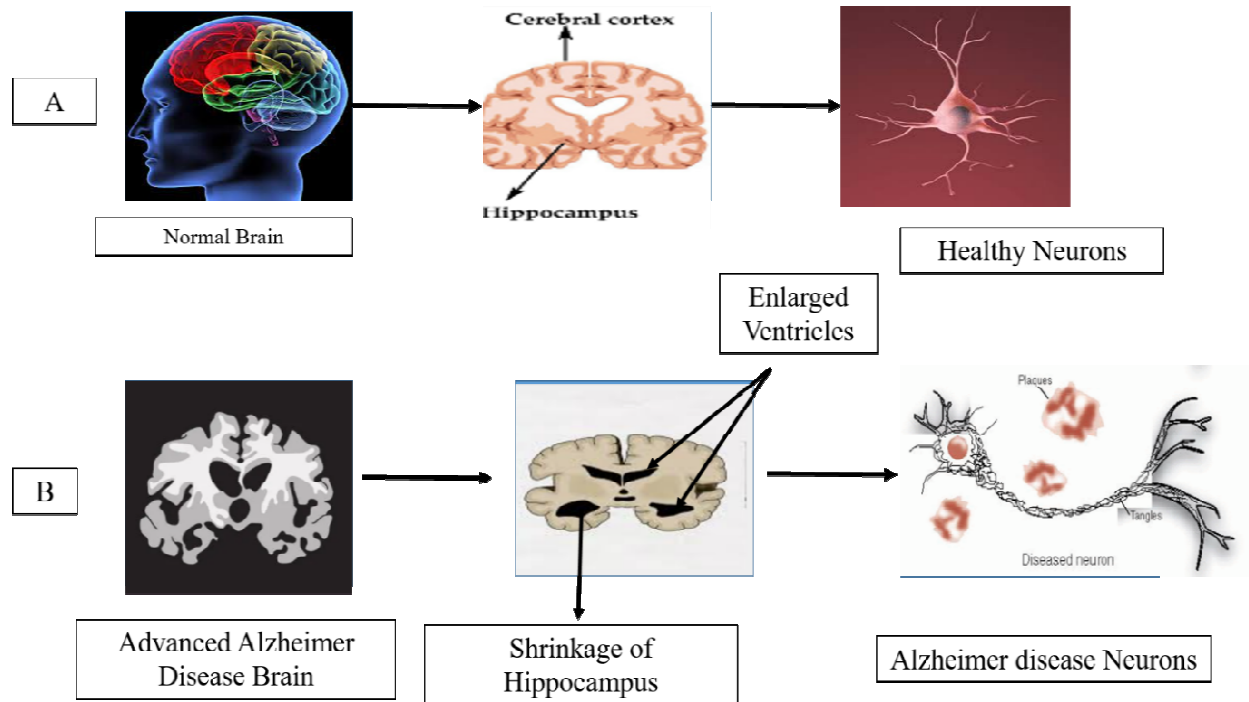 Cerebral cortex
A
Hippocampus
Normal Brain
Healthy Neurons
Enlarged
Ventricles
Plaques
B
Tangles
Diseased neuron
Advanced Alzheimer
Disease Brain
Shrinkage of
Hippocampus
Alzheimer disease Neurons